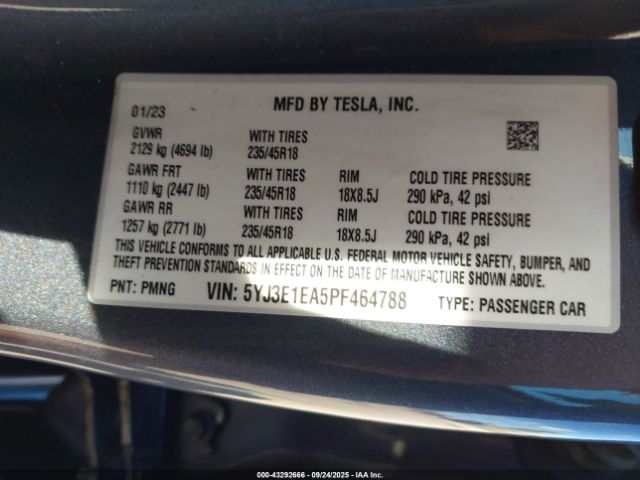 01/23 MFD BY TESLA, INC.
GVWR WITH TIRES
2129 kg (4694 lb) 235/45R18
GAWR FRT WITH TIRES RIM COLD TIRE PRESSURE
1110 kg (2447 lb) 235/45R18 18X8.5J 290 kPa, 42 psi
GAWR RR WITH TIRES RIM COLD TIRE PRESSURE
1257 kg (2771 lb) 235/45R18 18X8.5J 290 kPa, 42 psi
THIS VEHICLE CONFORMS TO ALL APPLICABLE U.S. FEDERAL MOTOR VEHICLE SAFETY, BUMPER, AND
THEFT PREVENTION STANDARDS IN EFFECT ON THE DATE OF MANUFACTURE SHOWN ABOVE.
PNT: PMNG VIN: 5YJ3E1EA5PF464788 TYPE: PASSENGER CAR
000-43292666 - 09/24/2025 - IAA Inc.